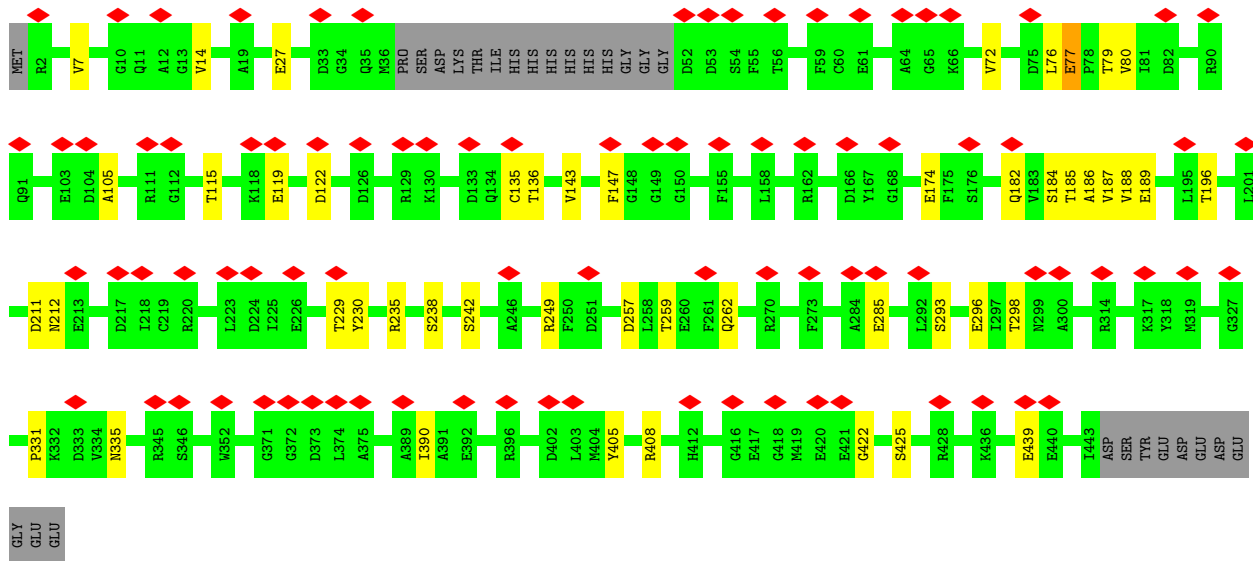 MET R2 V7 G10 Q11 A12 G13 V14 A19 E27 D33 G34 Q35 M36 PRO SER ASP LYS THR ILE HIS HIS HIS HIS HIS HIS GLY GLY GLY D52 D53 S54 F55 T56 F59 C60 E61 A64 G65 K66 V72 D75 L76 E77 P78 T79 V80 I81 D82 R90
Q91 E103 D104 A105 R111 G112 T115 K118 E119 D122 D126 R129 K130 D133 Q134 C135 T136 V143 F147 G148 G149 G150 F155 L158 R162 D166 Y167 G168 E174 F175 S176 Q182 V183 S184 T185 A186 V187 V188 E189 L195 T196 L201
D211 N212 E213 D217 I218 C219 R220 L223 D224 I225 E226 T229 Y230 R235 S238 S242 A246 R249 F250 D251 D257 L258 T259 E260 F261 Q262 R270 F273 A284 E285 L292 S293 E296 I297 T298 N299 A300 R314 K317 Y318 M319 G327
P331 K332 D333 V334 N335 R345 S346 W352 G371 G372 D373 L374 A375 A389 I390 A391 E392 R396 D402 L403 M404 Y405 R408 H412 G416 E417 G418 M419 E420 E421 G422 S425 R428 K436 E439 E440 I443 ASP SER TYR GLU ASP GLU ASP GLU
GLY GLU GLU